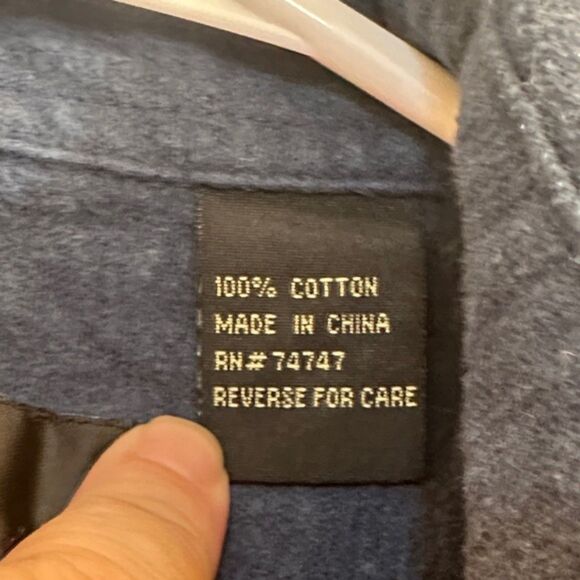 100% COTTON
MADE IN CHINA
RN# 74747
REVERSE FOR CARE